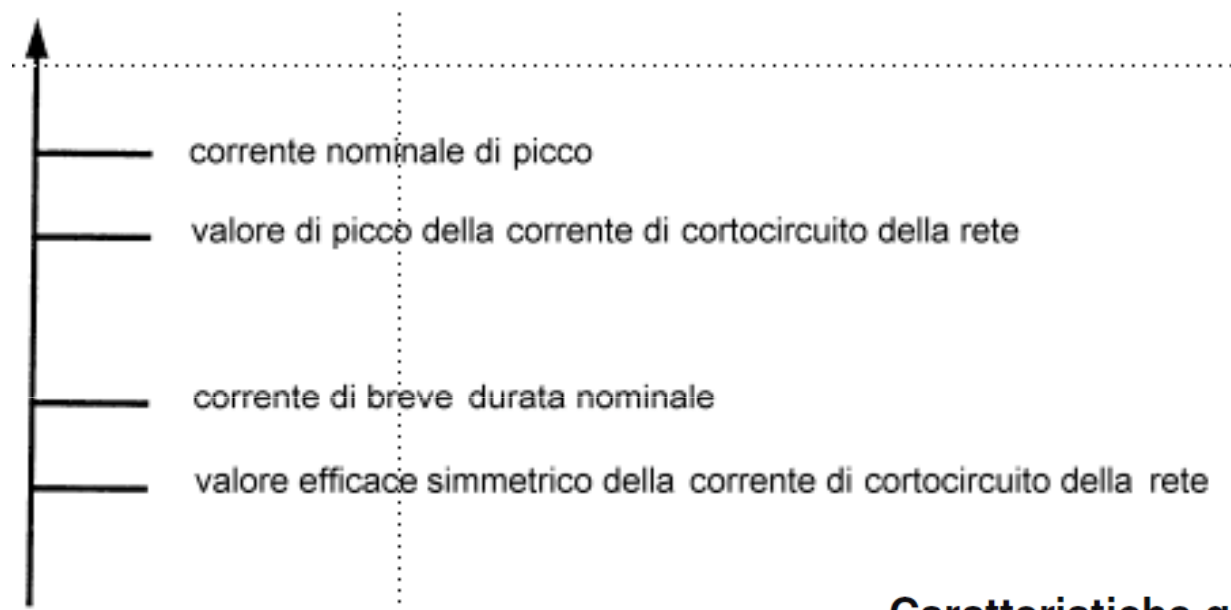 corrente nominale di picco
valore di picco della corrente di cortocircuito della rete
corrente di breve durata nominale
valore efficace simmetrico della corrente di cortocircuito della rete